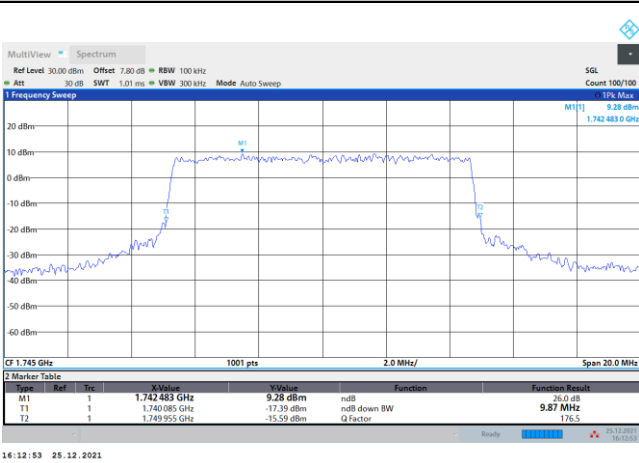 MultiView Spectrum
Ref Level 30.00 dBm Offset 7.80 dB RBW 100 kHz SGL
Att 30 dB SWT 1.01 ms VBW 300 kHz Mode Auto Sweep Count 100/100
1 Frequency Sweep 1Pk Max
M1[1] 9.28 dBm
1.742 483 0 GHz
20 dBm
M1
10 dBm
0 dBm
-10 dBm
T1 T2
-20 dBm
-30 dBm
-40 dBm
-50 dBm
-60 dBm
CF 1.745 GHz 1001 pts 2.0 MHz/ Span 20.0 MHz
2 Marker Table
Type Ref Trc X-Value Y-Value Function Function Result
M1 1 1.742 483 GHz 9.28 dBm ndB 26.0 dB
T1 1 1.740 085 GHz -17.39 dBm ndB down BW 9.87 MHz
T2 1 1.749 955 GHz -15.59 dBm Q Factor 176.5
Ready 25.12.2021
16:12:53
16:12:53 25.12.2021